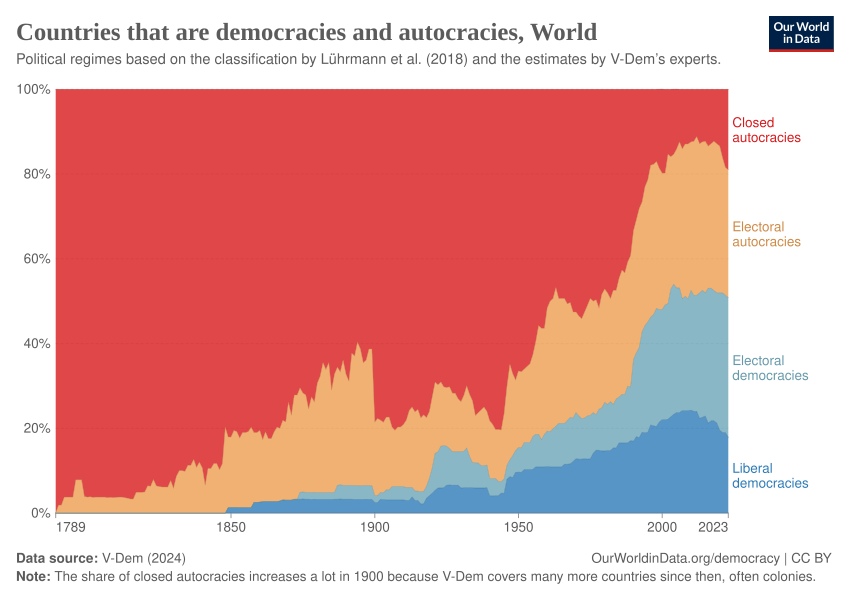 Countries that are democracies and autocracies, World
Our World
in Data
Political regimes based on the classification by Lührmann et al. (2018) and the estimates by V-Dem's experts.
100%
80%
60%
40%
20%
0%
Closed
autocracies
Electoral
autocracies
Electoral
democracies
Liberal
democracies
1789
1850
1900
1950
2000
2023
Data source: V-Dem (2024)
OurWorldinData.org/democracy | CC BY
Note: The share of closed autocracies increases a lot in 1900 because V-Dem covers many more countries since then, often colonies.